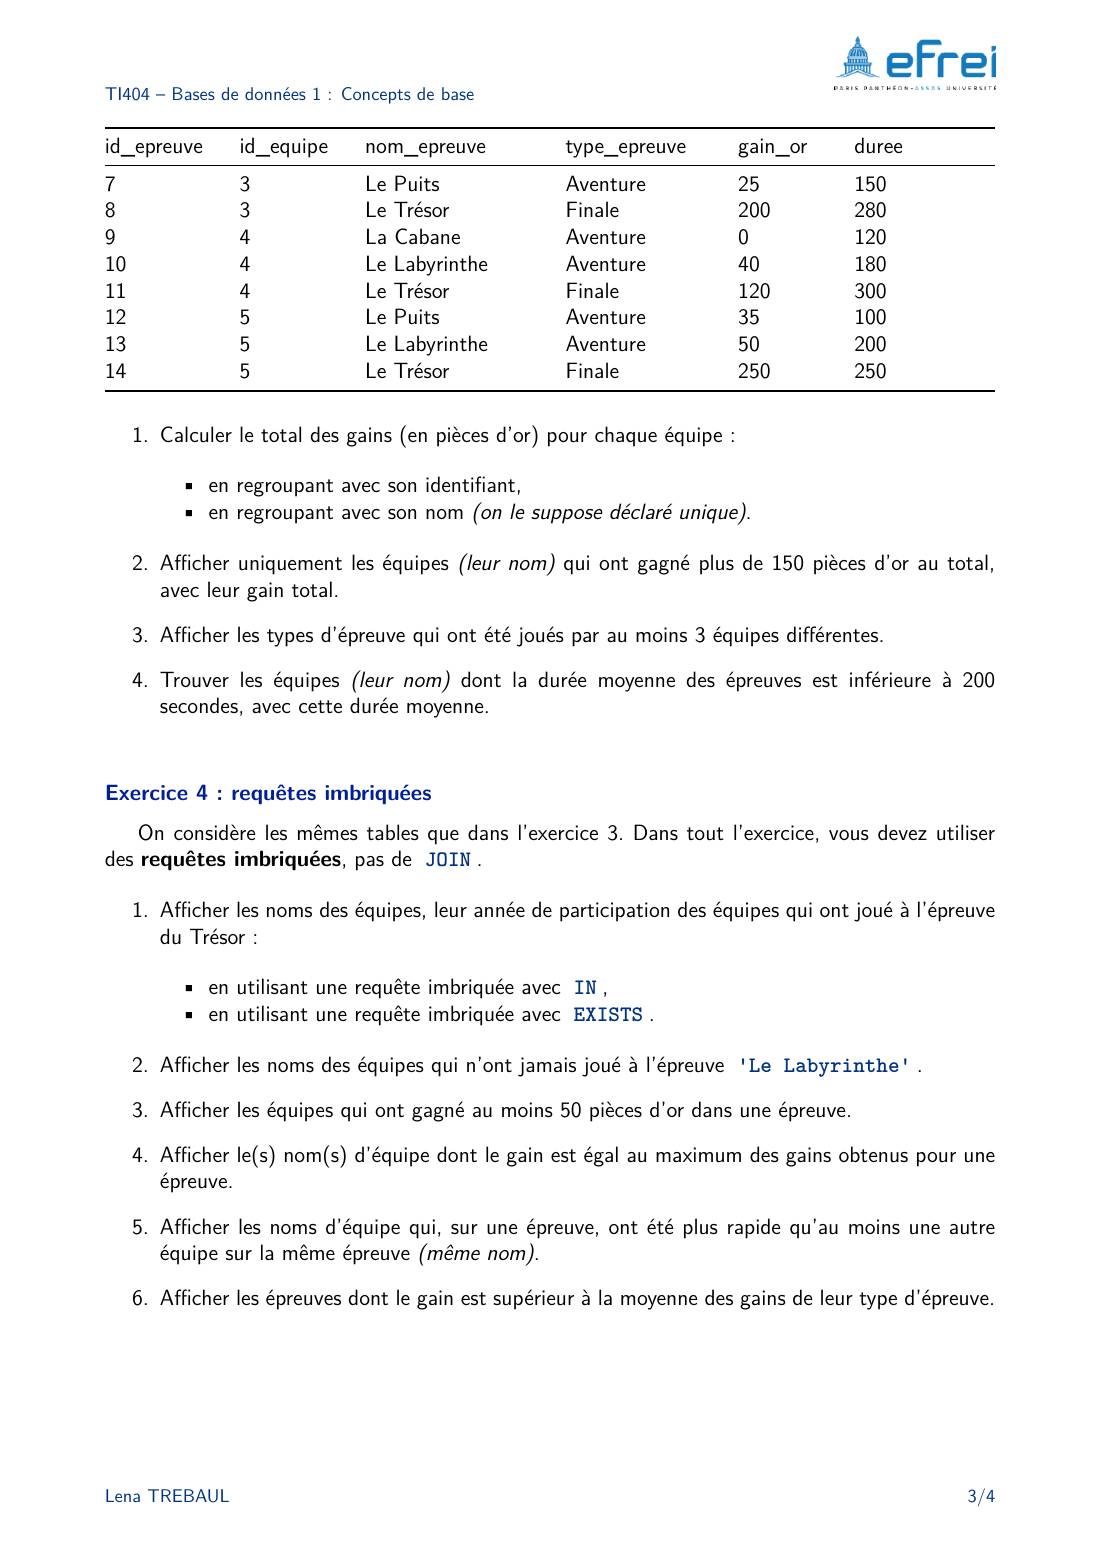 efrei
PARIS PANTHÉON-ASSAS UNIVERSITÉ
TI404 – Bases de données 1 : Concepts de base
id_epreuve id_equipe nom_epreuve type_epreuve gain_or duree
7 3 Le Puits Aventure 25 150
8 3 Le Trésor Finale 200 280
9 4 La Cabane Aventure 0 120
10 4 Le Labyrinthe Aventure 40 180
11 4 Le Trésor Finale 120 300
12 5 Le Puits Aventure 35 100
13 5 Le Labyrinthe Aventure 50 200
14 5 Le Trésor Finale 250 250
1. Calculer le total des gains (en pièces d'or) pour chaque équipe :
▪ en regroupant avec son identifiant,
▪ en regroupant avec son nom (on le suppose déclaré unique).
2. Afficher uniquement les équipes (leur nom) qui ont gagné plus de 150 pièces d'or au total,
avec leur gain total.
3. Afficher les types d'épreuve qui ont été joués par au moins 3 équipes différentes.
4. Trouver les équipes (leur nom) dont la durée moyenne des épreuves est inférieure à 200
secondes, avec cette durée moyenne.
Exercice 4 : requêtes imbriquées
On considère les mêmes tables que dans l'exercice 3. Dans tout l'exercice, vous devez utiliser
des requêtes imbriquées, pas de JOIN .
1. Afficher les noms des équipes, leur année de participation des équipes qui ont joué à l'épreuve
du Trésor :
▪ en utilisant une requête imbriquée avec IN ,
▪ en utilisant une requête imbriquée avec EXISTS .
2. Afficher les noms des équipes qui n'ont jamais joué à l'épreuve 'Le Labyrinthe' .
3. Afficher les équipes qui ont gagné au moins 50 pièces d'or dans une épreuve.
4. Afficher le(s) nom(s) d'équipe dont le gain est égal au maximum des gains obtenus pour une
épreuve.
5. Afficher les noms d'équipe qui, sur une épreuve, ont été plus rapide qu'au moins une autre
équipe sur la même épreuve (même nom).
6. Afficher les épreuves dont le gain est supérieur à la moyenne des gains de leur type d'épreuve.
Lena TREBAUL 3/4